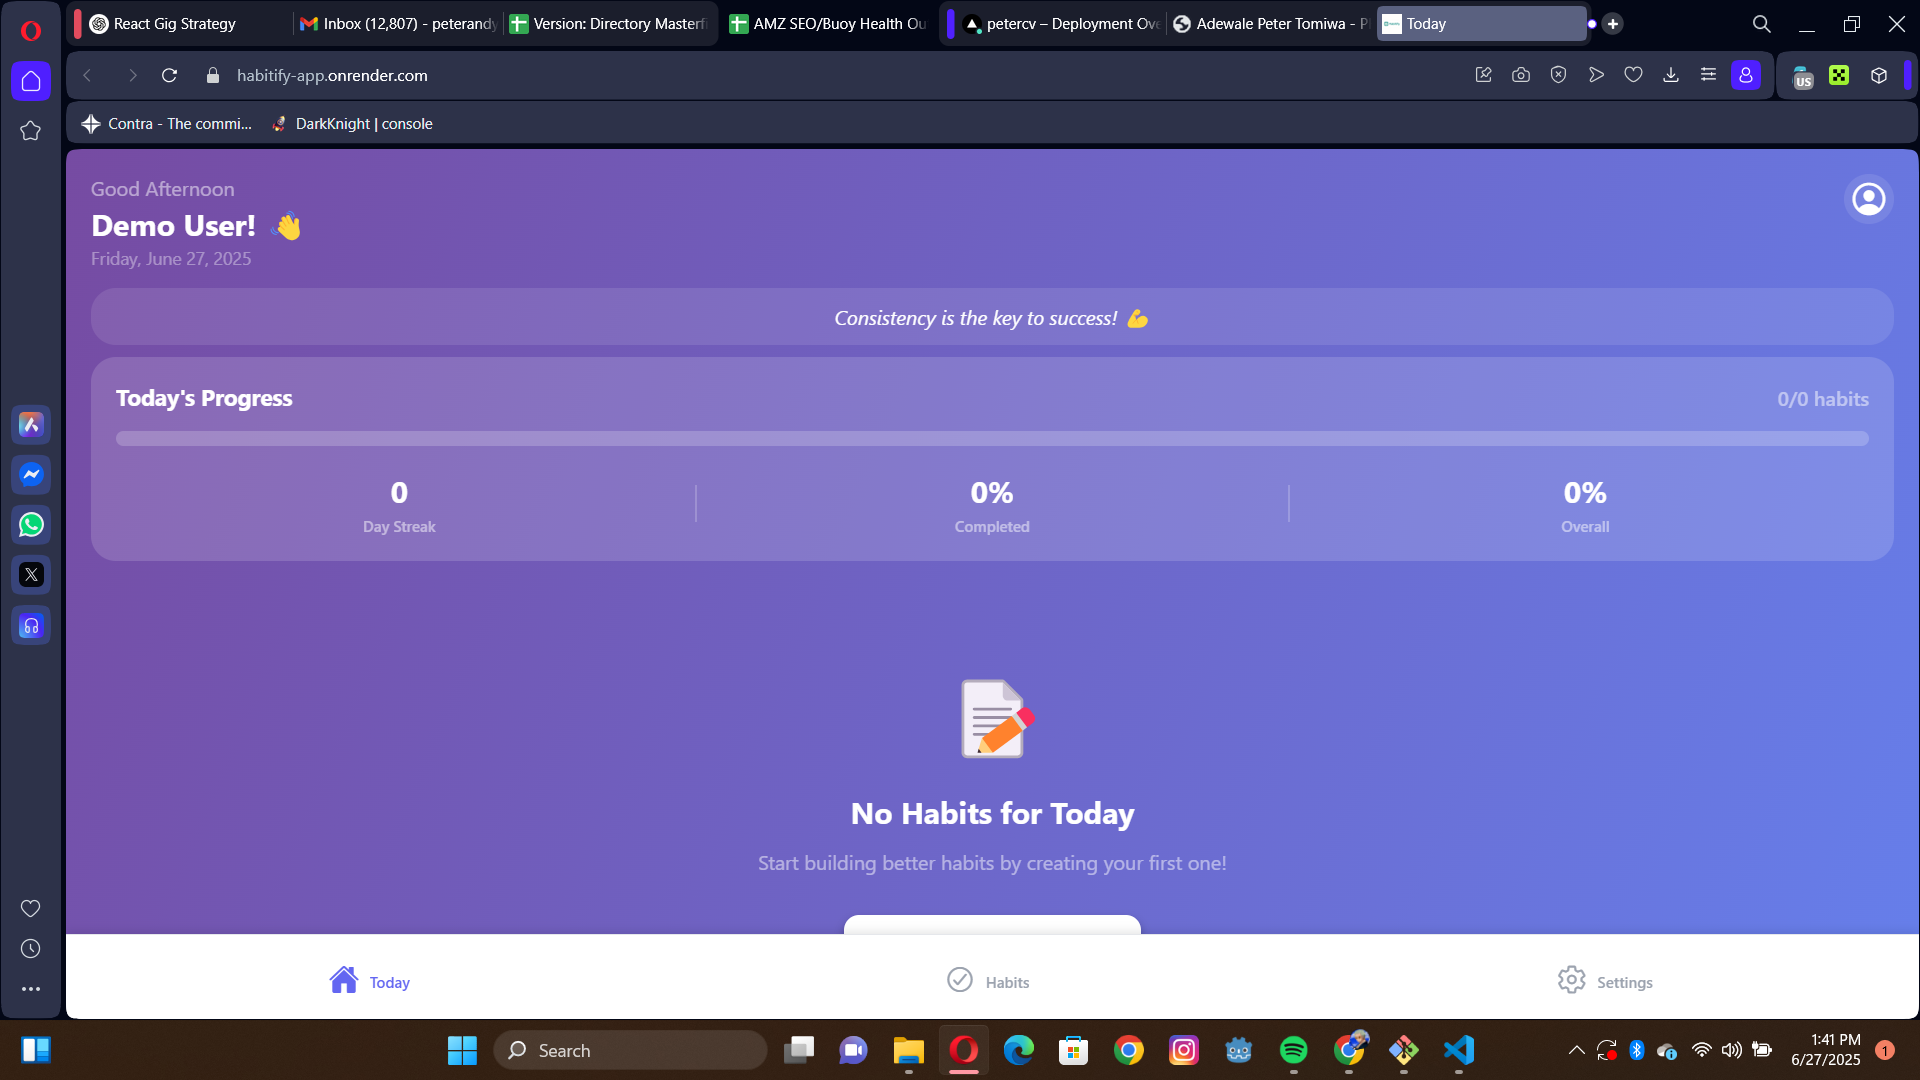 React Gig Strategy
Inbox (12,807) - peterandy
Version: Directory Masterfi
AMZ SEO/Buoy Health Ou
petercv – Deployment Ove
Adewale Peter Tomiwa - P
Today
habitify-app.onrender.com
US
Contra - The commi...
DarkKnight | console
Good Afternoon
Demo User! 👋
Friday, June 27, 2025
Consistency is the key to success! 💪
Today's Progress
0/0 habits
0
0%
0%
Day Streak
Completed
Overall
No Habits for Today
Start building better habits by creating your first one!
Today
Habits
Settings
Search
1:41 PM
6/27/2025
1